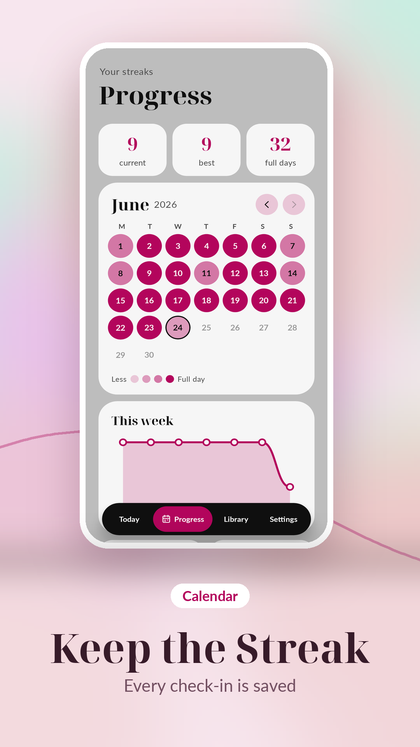 Your streaks
Progress
9 9 32
current best full days
June 2026
M T W T F S S
1 2 3 4 5 6 7
8 9 10 11 12 13 14
15 16 17 18 19 20 21
22 23 24 25 26 27 28
29 30
Less Full day
This week
Today Progress Library Settings
Calendar
Keep the Streak
Every check-in is saved